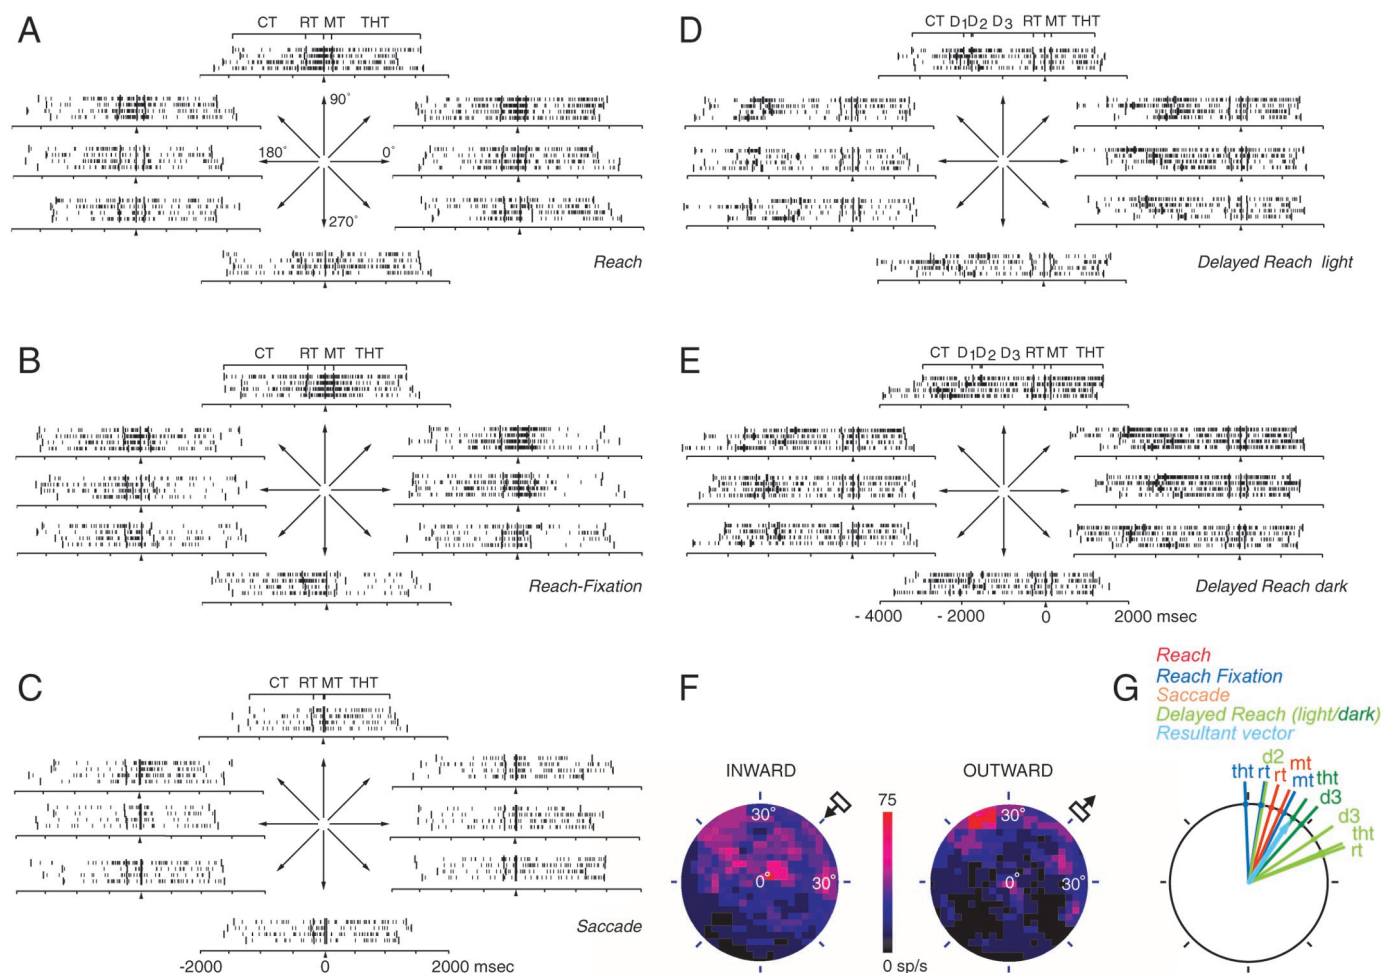 A
CT RT MT THT
90°
180°
0°
270°
Reach
B
CT RT MT THT
Reach-Fixation
C
CT RT MT THT
Saccade
-2000 0 2000 msec
D
CT D1 D2 D3 RT MT THT
Delayed Reach light
E
CT D1 D2 D3 RT MT THT
Delayed Reach dark
- 4000 - 2000 0 2000 msec
F
INWARD
30°
0°
30°
75
0 sp/s
OUTWARD
30°
0°
30°
G
Reach
Reach Fixation
Saccade
Delayed Reach (light/dark)
Resultant vector
tht rt d2 rt mt mt tht
d3
d3
tht
rt